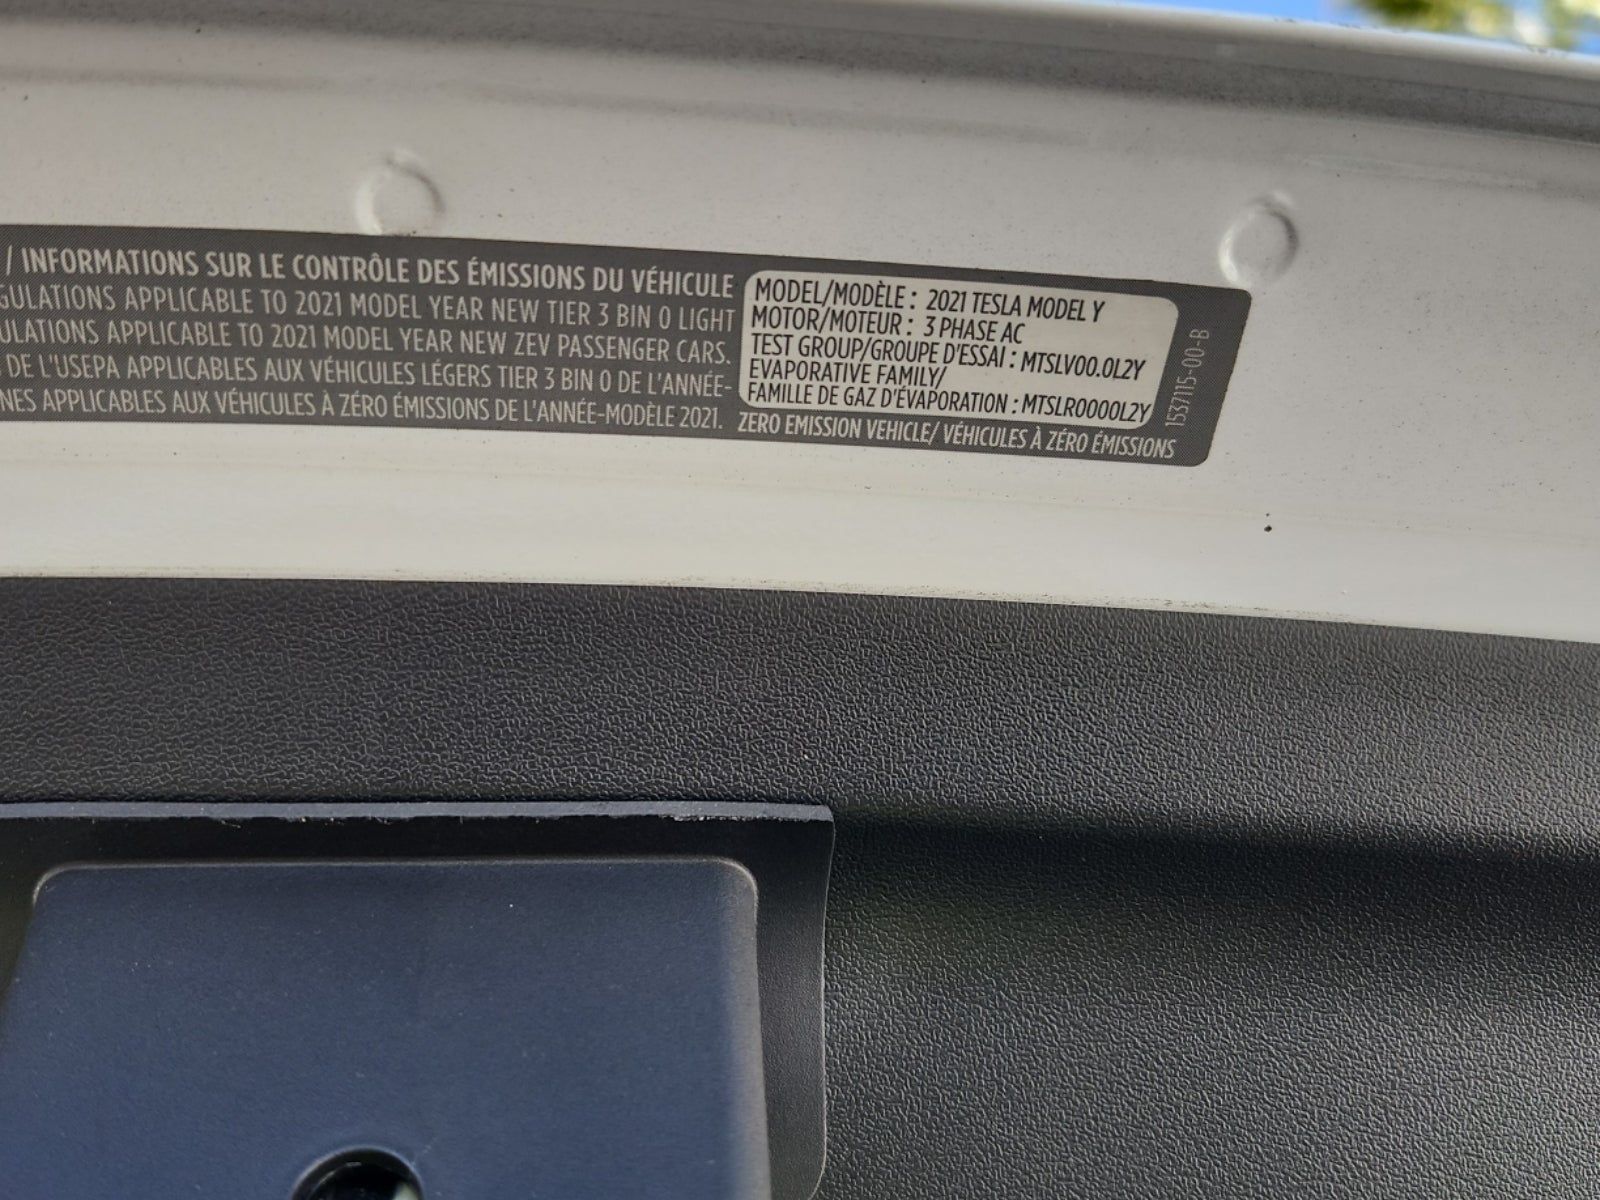 / INFORMATIONS SUR LE CONTRÔLE DES ÉMISSIONS DU VÉHICULE
APPLICABLE TO 2021 MODEL YEAR NEW TIER 3 BIN 0 LIGHT
APPLICABLE TO 2021 MODEL YEAR NEW ZEV PASSENGER CARS.
DE L'USEPA APPLICABLES AUX VÉHICULES LÉGERS TIER 3 BIN 0 DE L'ANNÉE-
APPLICABLES AUX VÉHICULES À ZÉRO ÉMISSIONS DE L'ANNÉE-MODÈLE 2021.
MODEL/MODÈLE : 2021 TESLA MODEL Y
MOTOR/MOTEUR : 3 PHASE AC
TEST GROUP/GROUPE D'ESSAI : MTSLV00.0L2Y
EVAPORATIVE FAMILY/
FAMILLE DE GAZ D'ÉVAPORATION : MTSLR0000L2Y
ZERO EMISSION VEHICLE/ VÉHICULES À ZÉRO ÉMISSIONS
1537115-00-B